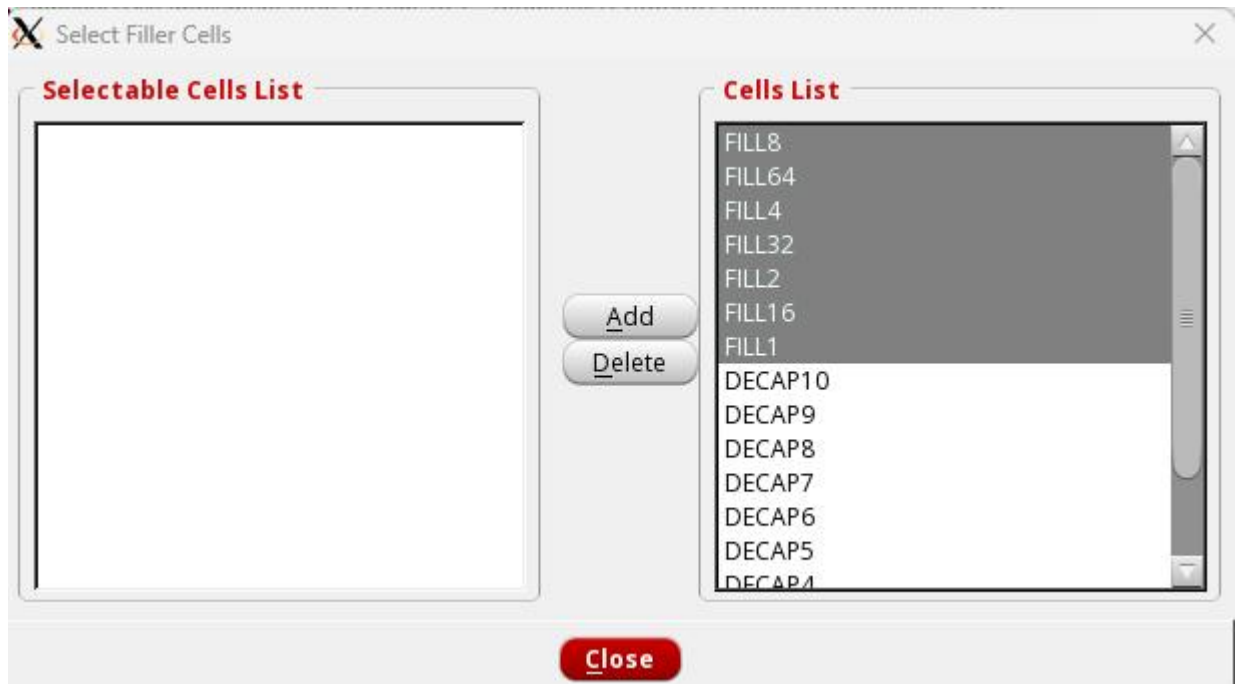 Select Filler Cells
Selectable Cells List
Cells List
FILL8
FILL64
FILL4
FILL32
FILL2
FILL16
FILL1
DECAP10
DECAP9
DECAP8
DECAP7
DECAP6
DECAP5
DECAP4
Add
Delete
Close